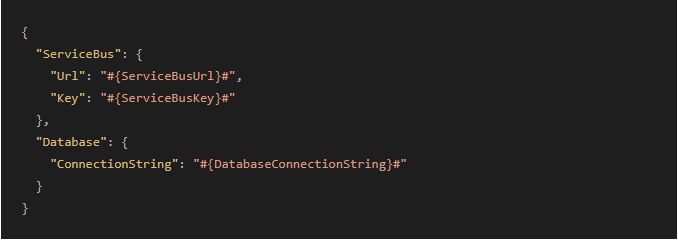 {
  "ServiceBus": {
    "Url": "#{ServiceBusUrl}#",
    "Key": "#{ServiceBusKey}#"
  },
  "Database": {
    "ConnectionString": "#{DatabaseConnectionString}#"
  }
}